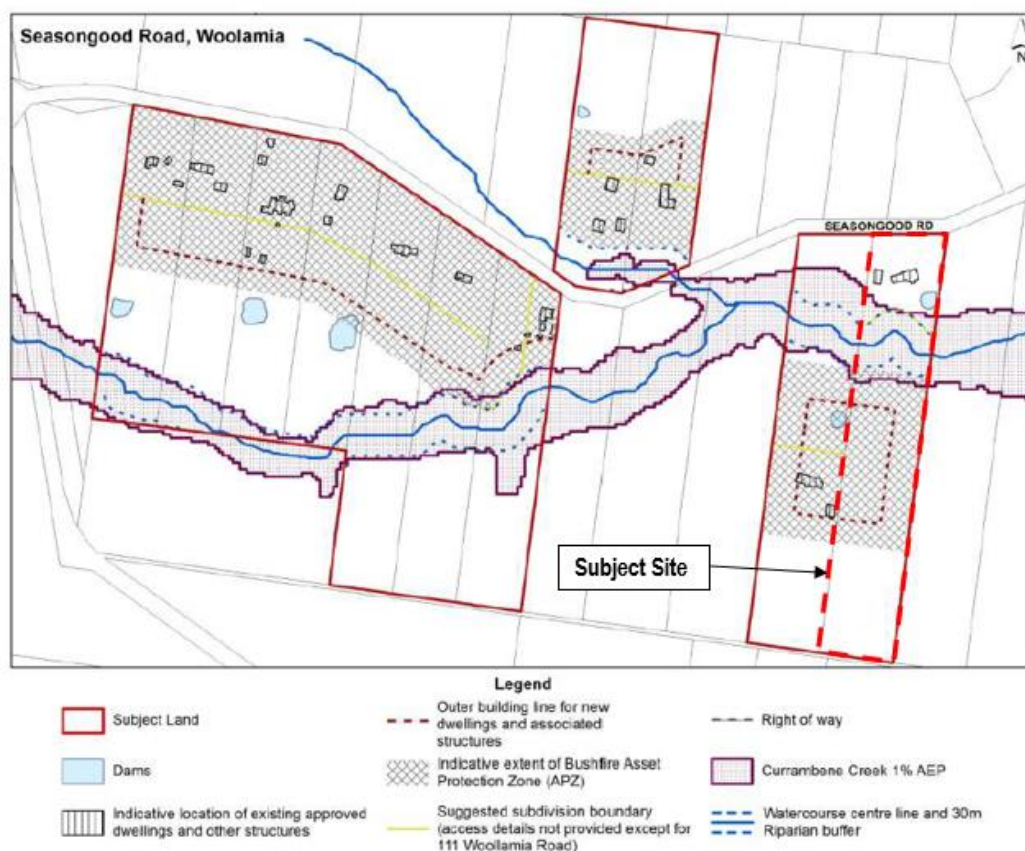 Seasongood Road, Woolamia
N
SEASONGOOD RD
Subject Site
Legend
Subject Land
Outer building line for new
dwellings and associated
structures
Right of way
Dams
Indicative extent of Bushfire Asset
Protection Zone (APZ)
Currambene Creek 1% AEP
Indicative location of existing approved
dwellings and other structures
Suggested subdivision boundary
(access details not provided except for
111 Woollamia Road)
Watercourse centre line and 30m
Riparian buffer